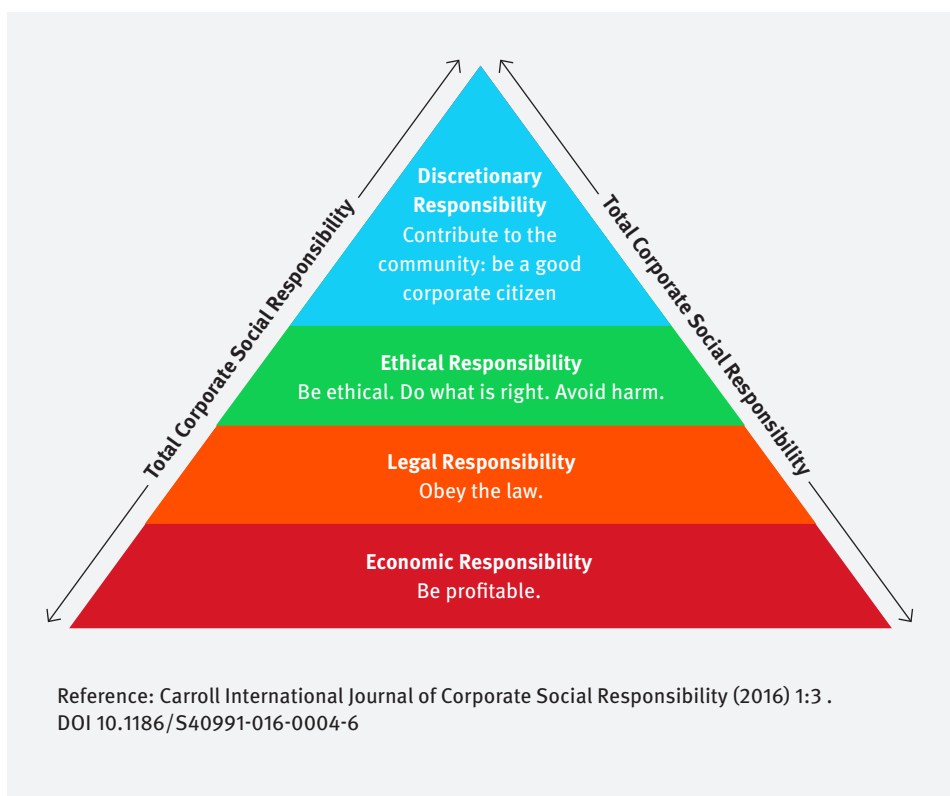 Total Corporate Social Responsibility
Total Corporate Social Responsibility
Discretionary
Responsibility
Contribute to the
community: be a good
corporate citizen
Ethical Responsibility
Be ethical. Do what is right. Avoid harm.
Legal Responsibility
Obey the law.
Economic Responsibility
Be profitable.
Reference: Carroll International Journal of Corporate Social Responsibility (2016) 1:3 .
DOI 10.1186/S40991-016-0004-6